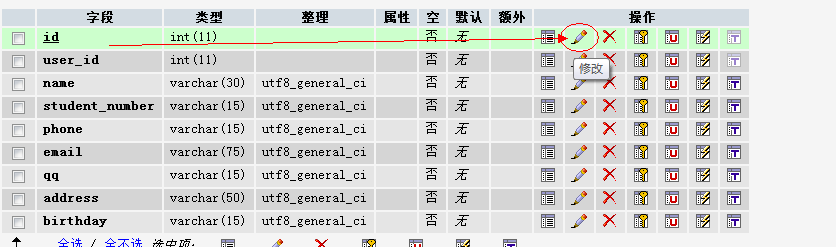 字段 类型 整理 属性 空 默认 额外 操作
id int(11) 否 无
修改
user_id int(11) 否 无
name varchar(30) utf8_general_ci 否 无
student_number varchar(15) utf8_general_ci 否 无
phone varchar(15) utf8_general_ci 否 无
email varchar(75) utf8_general_ci 否 无
qq varchar(15) utf8_general_ci 否 无
address varchar(50) utf8_general_ci 否 无
birthday varchar(15) utf8_general_ci 否 无
全选 / 全不选 选中项: